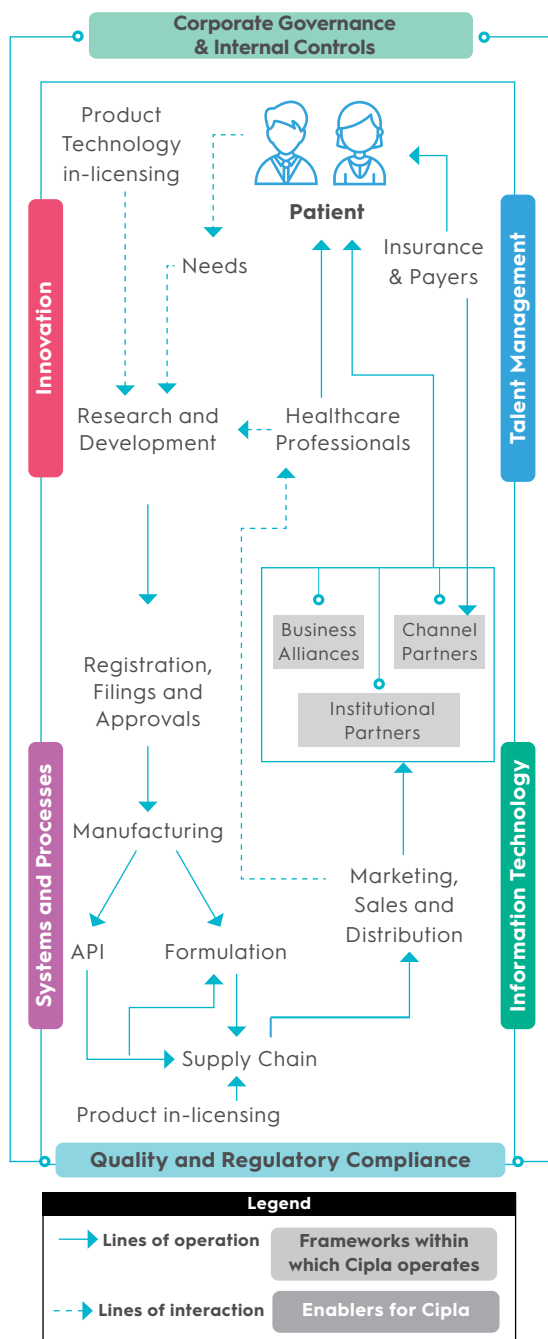 Corporate Governance
& Internal Controls
Product
Technology
in-licensing
Patient
Insurance
& Payers
Needs
Innovation
Talent Management
Research and
Development
Healthcare
Professionals
Business
Alliances
Channel
Partners
Institutional
Partners
Registration,
Filings and
Approvals
Manufacturing
Systems and Processes
Information Technology
Marketing,
Sales and
Distribution
API
Formulation
Supply Chain
Product in-licensing
Quality and Regulatory Compliance
Legend
Lines of operation
Frameworks within
which Cipla operates
Lines of interaction
Enablers for Cipla